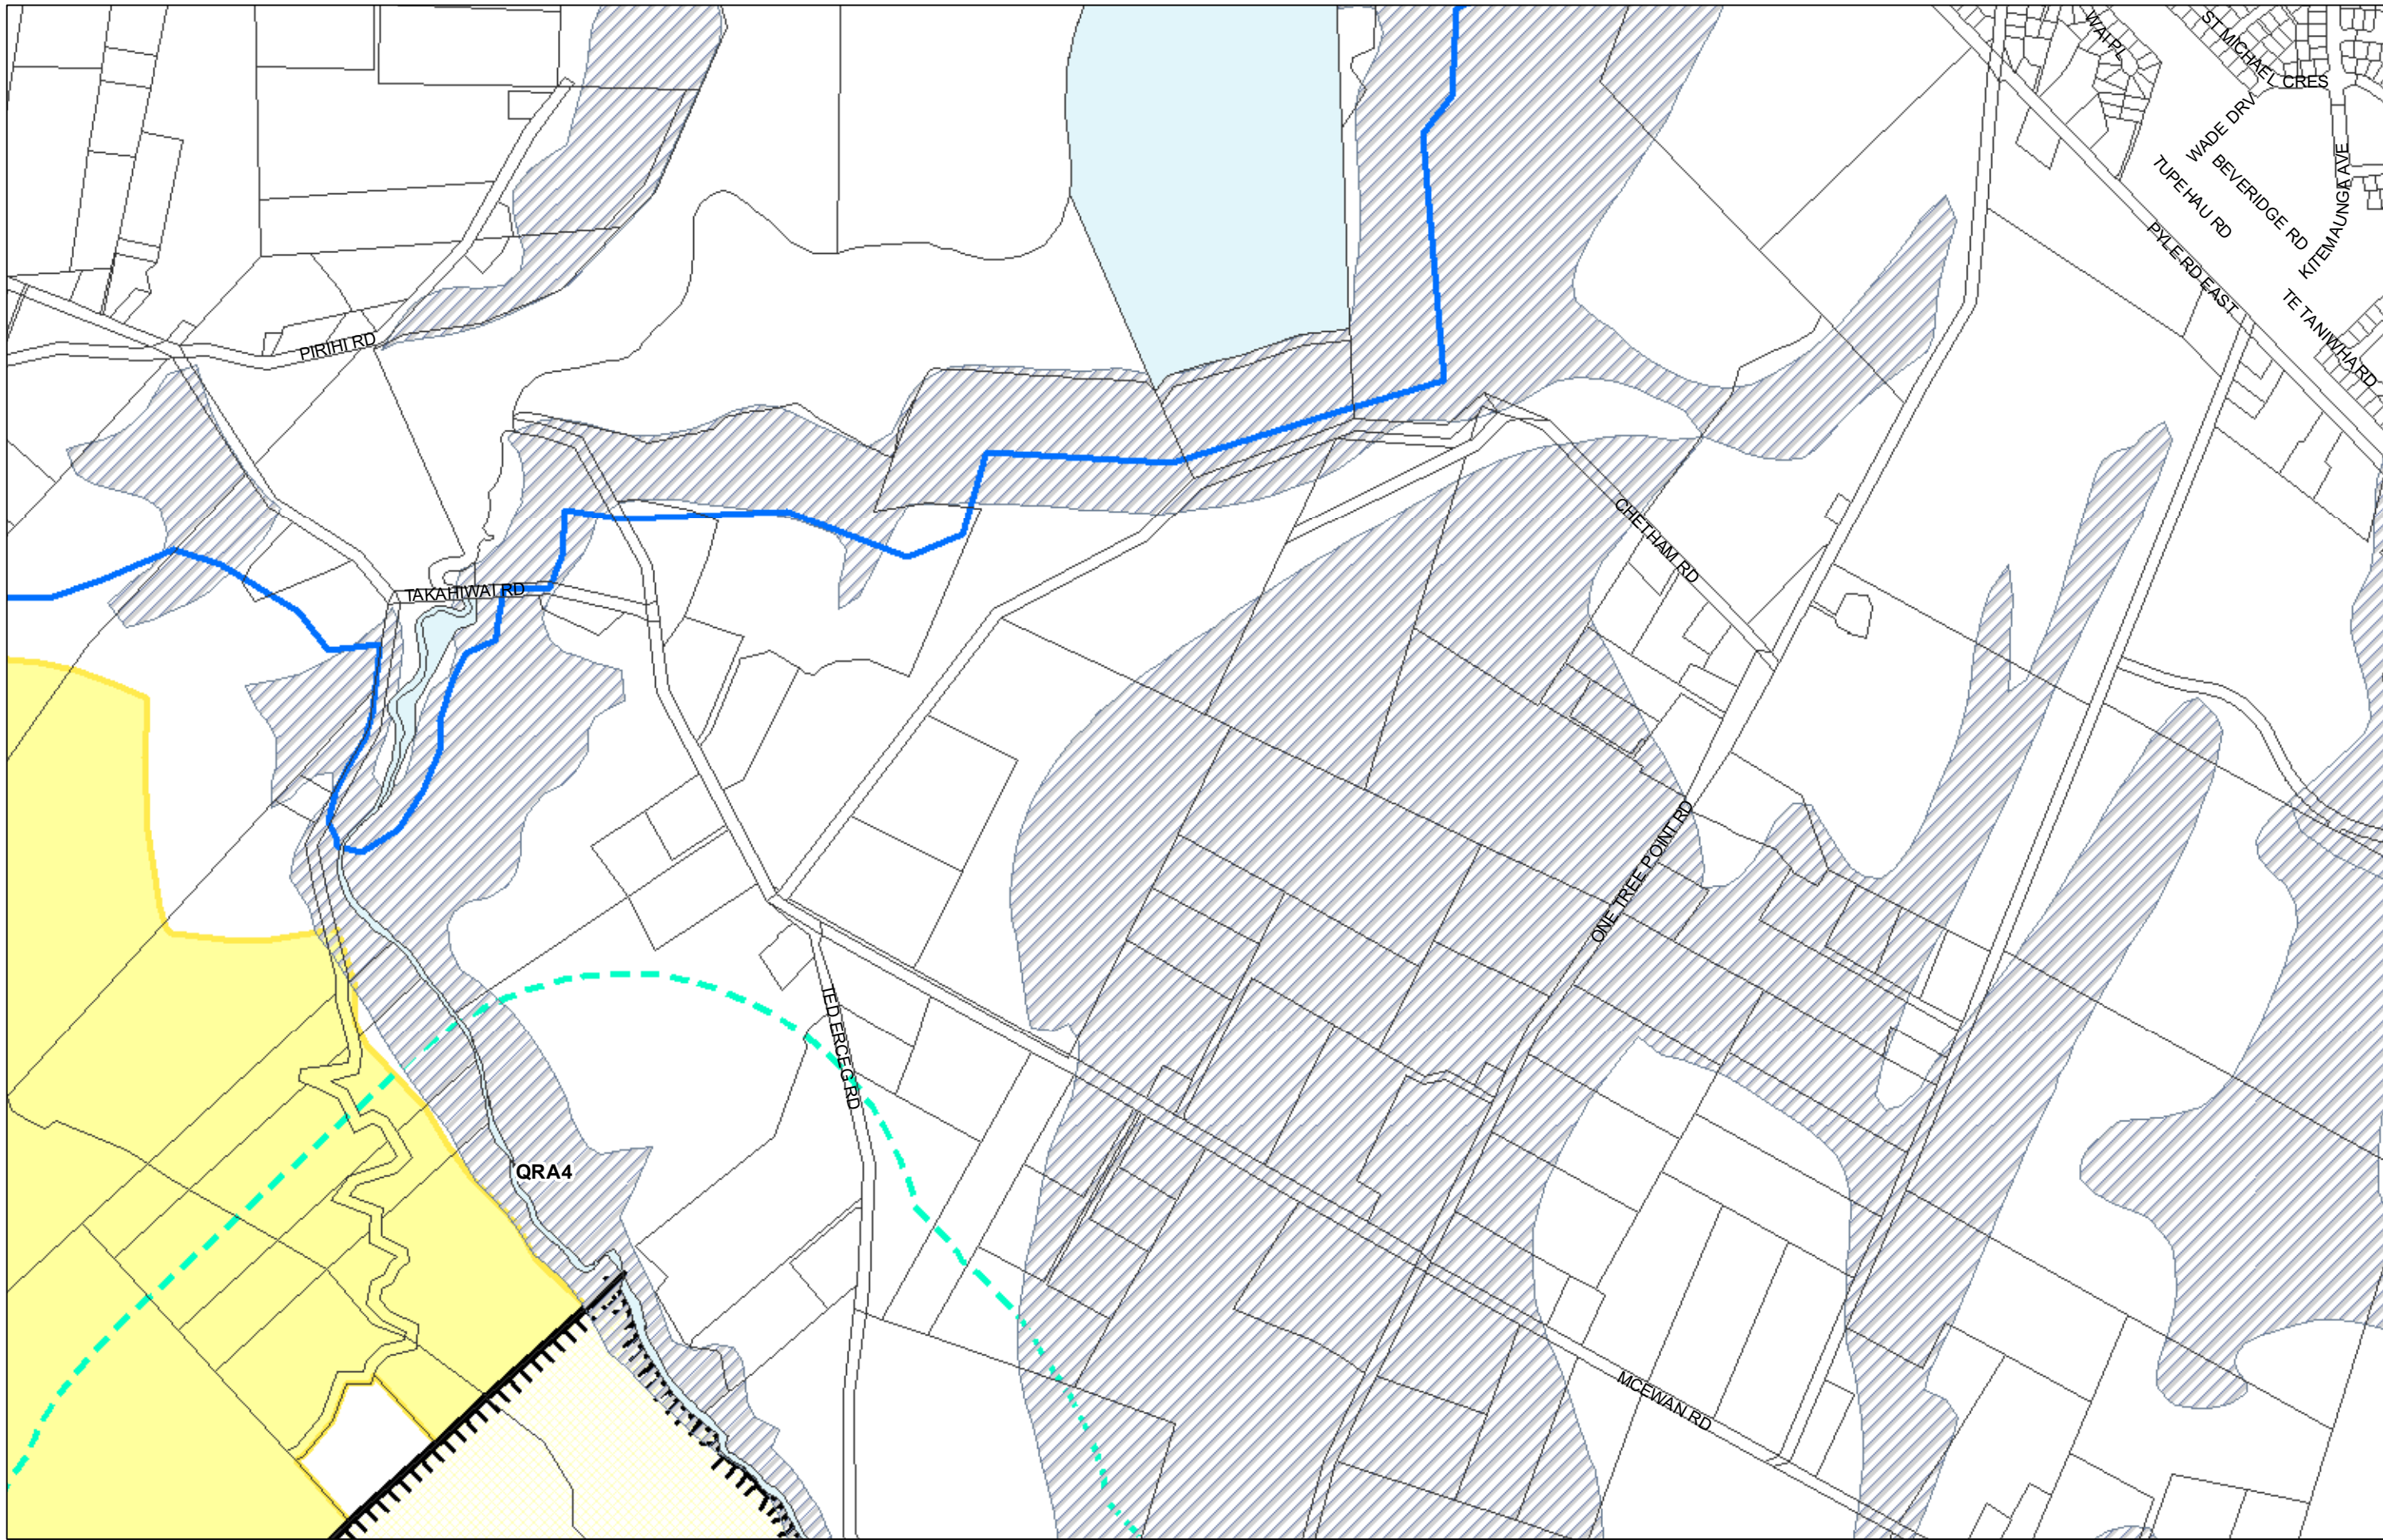 WAI PL
ST MICHAEL CRES
WADE DRV
BEVERIDGE RD
TUPEHAU RD
KITEMAUNGA AVE
PYLE RD EAST
TE TANIWHA RD
PIRIHI RD
CHETHAM RD
TAKAHIWAI RD
ONE TREE POINT RD
TED ERCEG RD
QRA4
MCEWAN RD